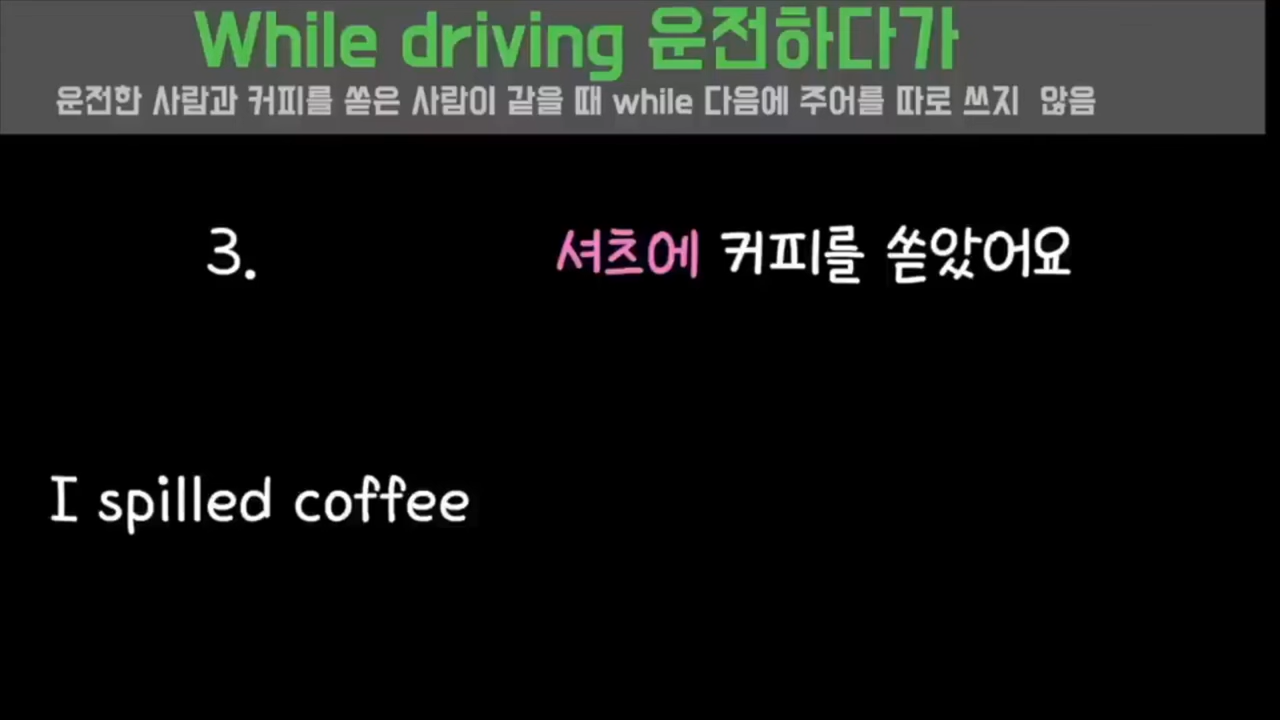 While driving 운전하다가
운전한 사람과 커피를 쏟은 사람이 같을 때 while 다음에 주어를 따로 쓰지 않음
3. 셔츠에 커피를 쏟았어요
I spilled coffee